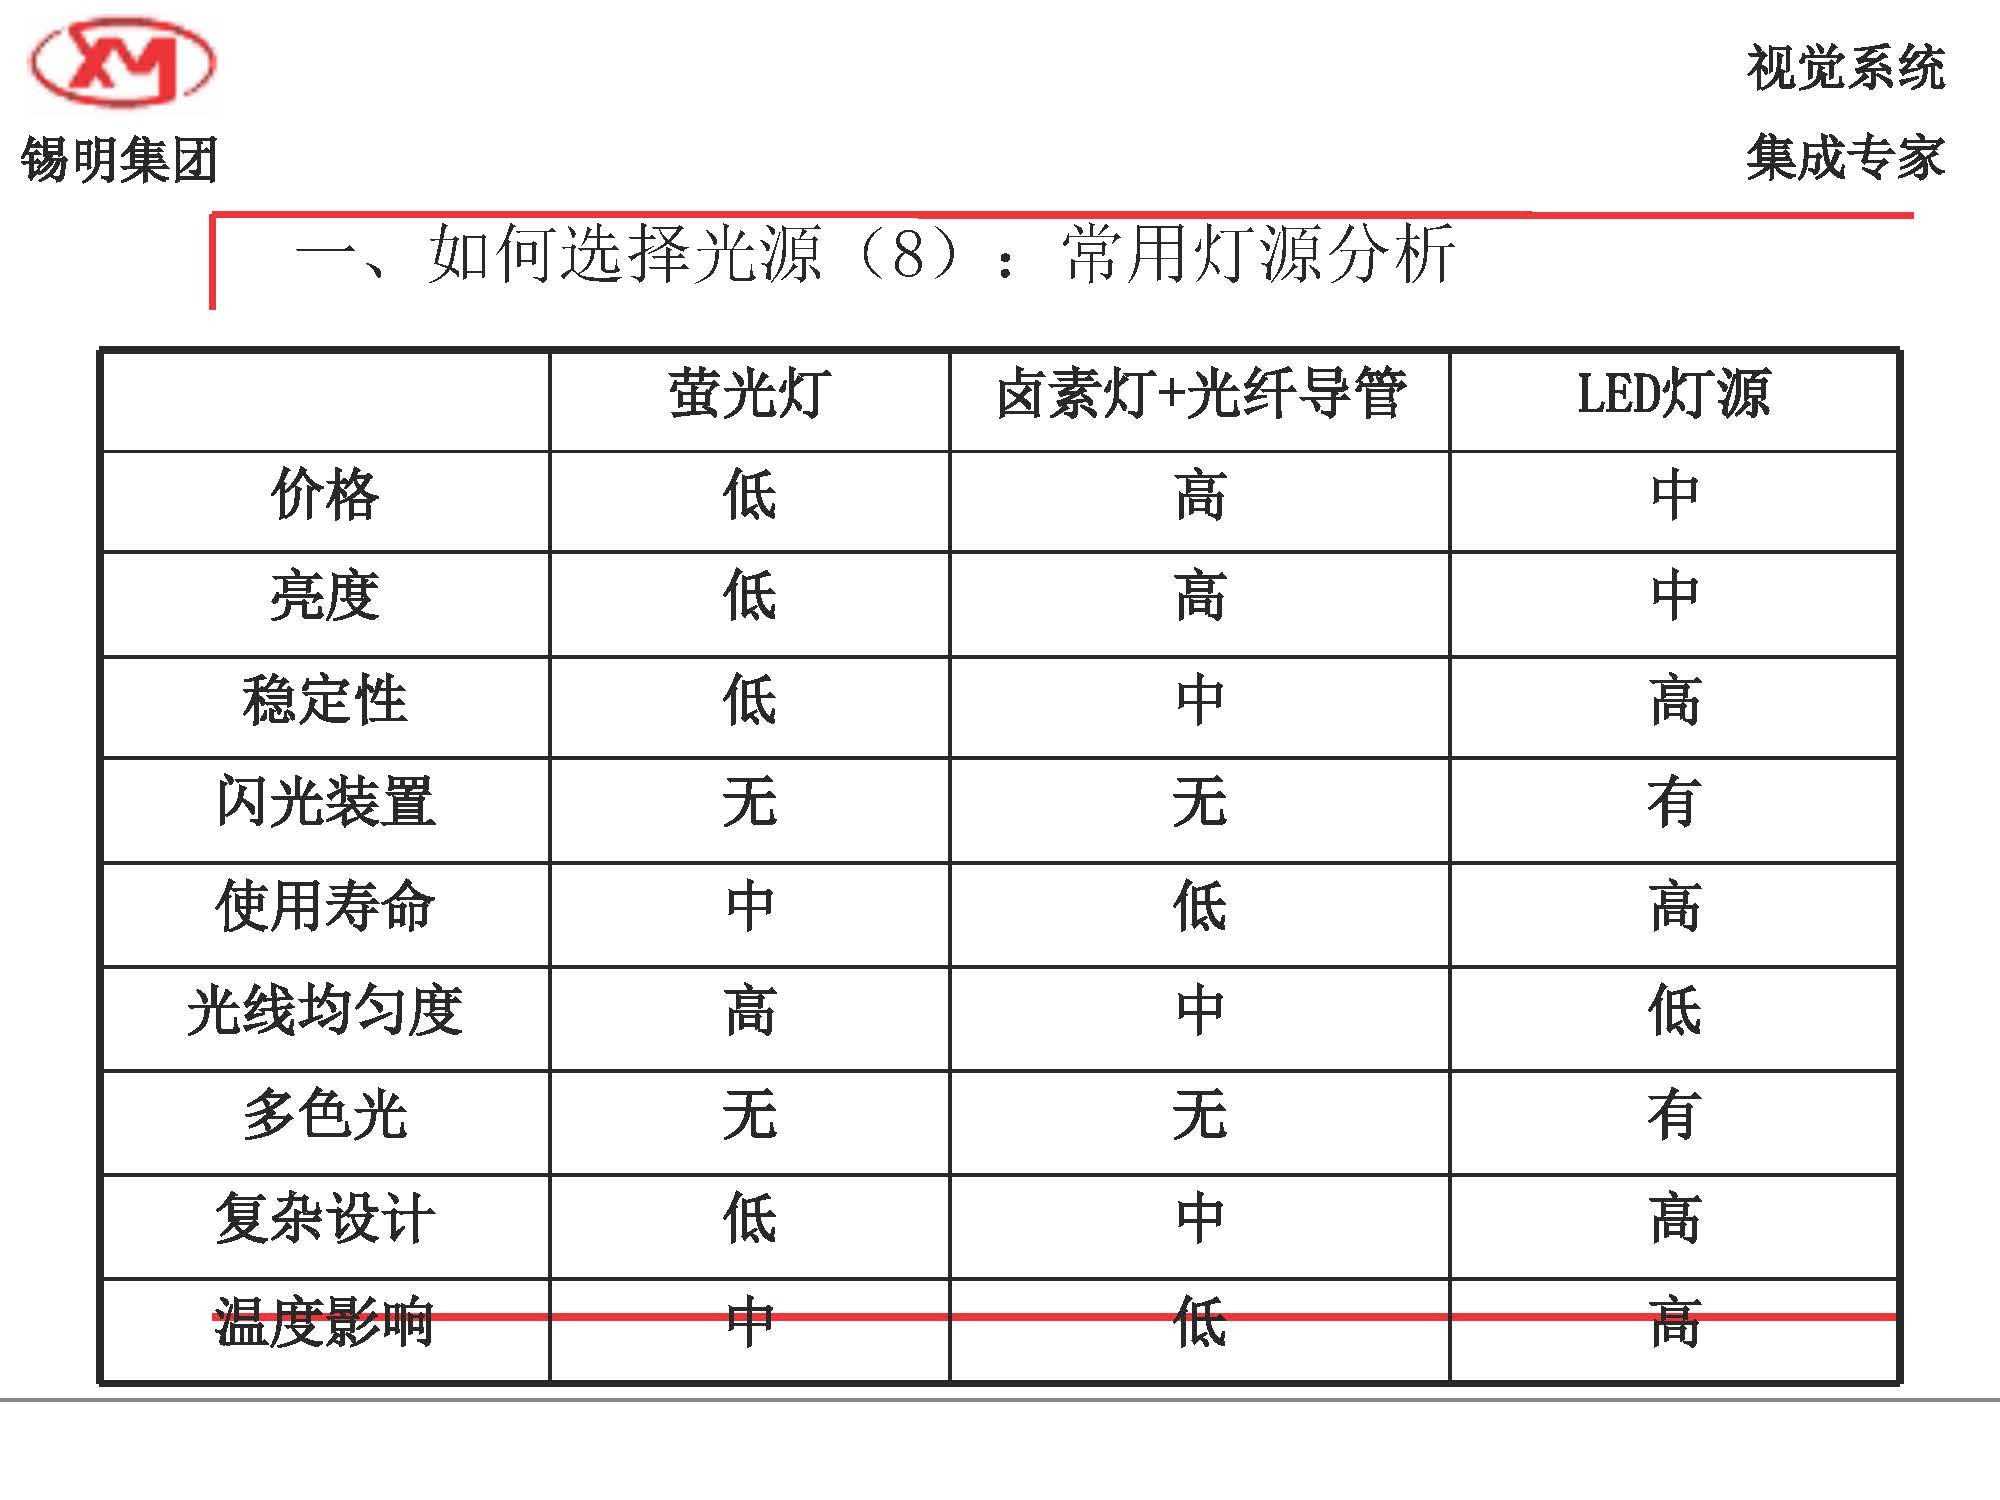 XM
锡明集团
视觉系统
集成专家
一、如何选择光源（8）：常用灯源分析
萤光灯 卤素灯+光纤导管 LED灯源
价格 低 高 中
亮度 低 高 中
稳定性 低 中 高
闪光装置 无 无 有
使用寿命 中 低 高
光线均匀度 高 中 低
多色光 无 无 有
复杂设计 低 中 高
温度影响 中 低 高